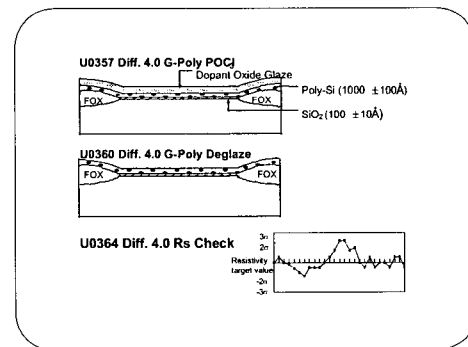 U0357 Diff. 4.0 G-Poly POCl
Dopant Oxide Glaze
Poly-Si (1000 ±100Å)
FOX
FOX
SiO₂ (100 ±10Å)
U0360 Diff. 4.0 G-Poly Deglaze
FOX
FOX
U0364 Diff. 4.0 Rs Check
3σ
2σ
Resistivity
target value
-2σ
-3σ